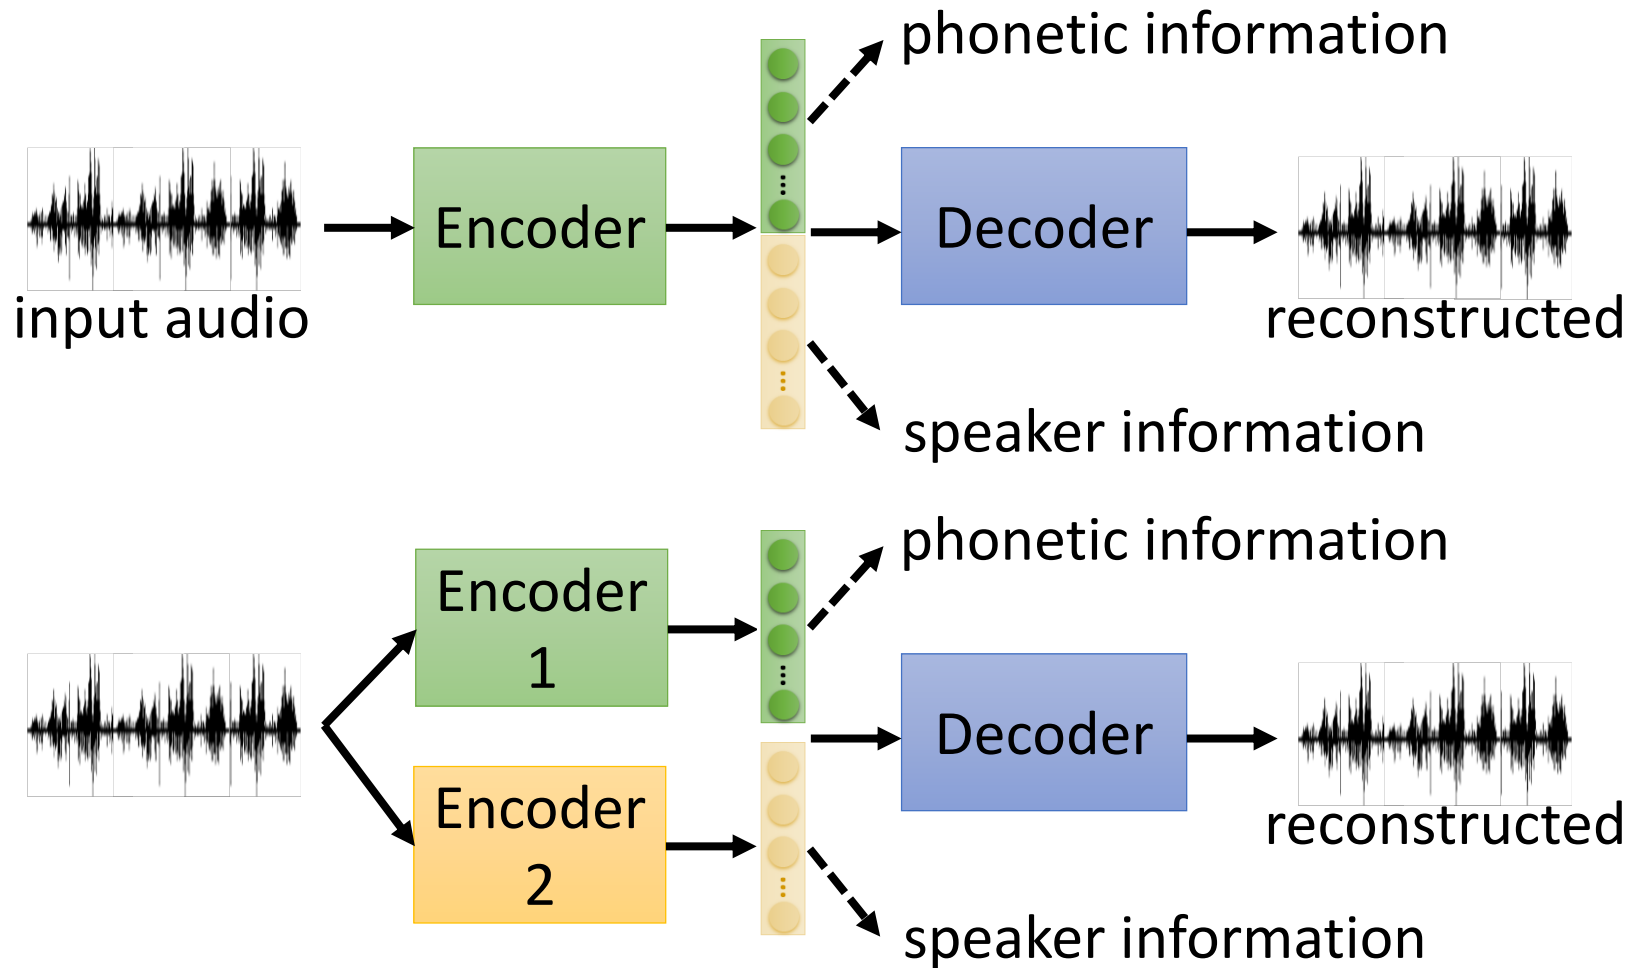 phonetic information
Encoder
Decoder
input audio
reconstructed
speaker information
phonetic information
Encoder
1
Decoder
Encoder
2
reconstructed
speaker information